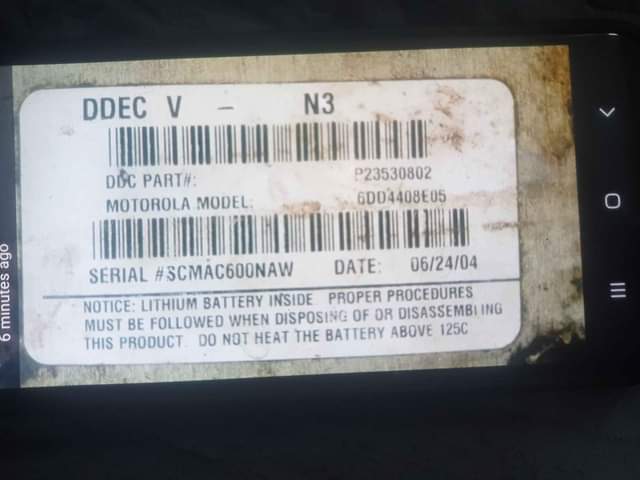 DDEC V - N3
DDC PART#: P23530802
MOTOROLA MODEL: 6DD4408E05
SERIAL #SCMAC600NAW DATE: 06/24/04
NOTICE: LITHIUM BATTERY INSIDE PROPER PROCEDURES
MUST BE FOLLOWED WHEN DISPOSING OF OR DISASSEMBLING
THIS PRODUCT. DO NOT HEAT THE BATTERY ABOVE 125C
6 minutes ago